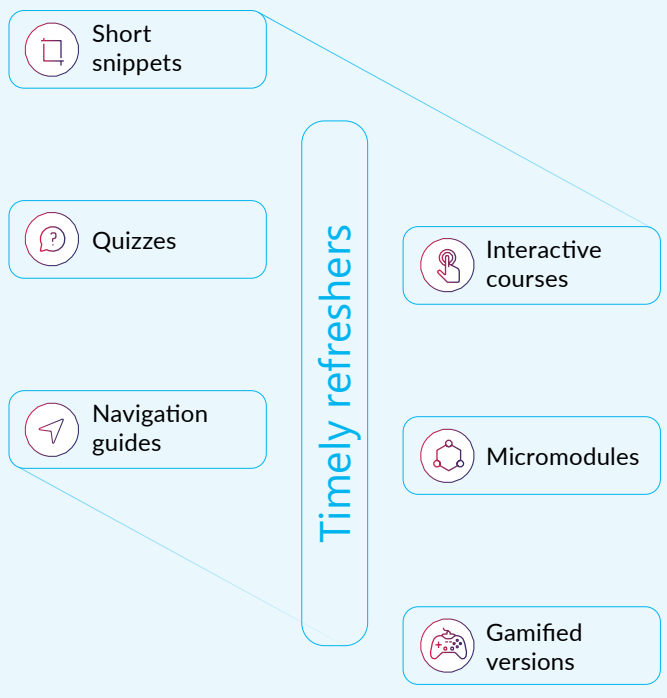 Short
snippets
Quizzes
Navigation
guides
Timely refreshers
Interactive
courses
Micromodules
Gamified
versions